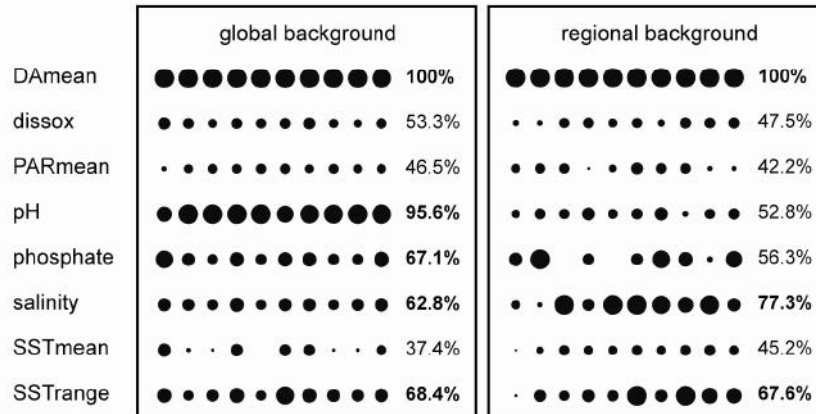 global background regional background
DAmean 100% 100%
dissox 53.3% 47.5%
PARmean 46.5% 42.2%
pH 95.6% 52.8%
phosphate 67.1% 56.3%
salinity 62.8% 77.3%
SSTmean 37.4% 45.2%
SSTrange 68.4% 67.6%